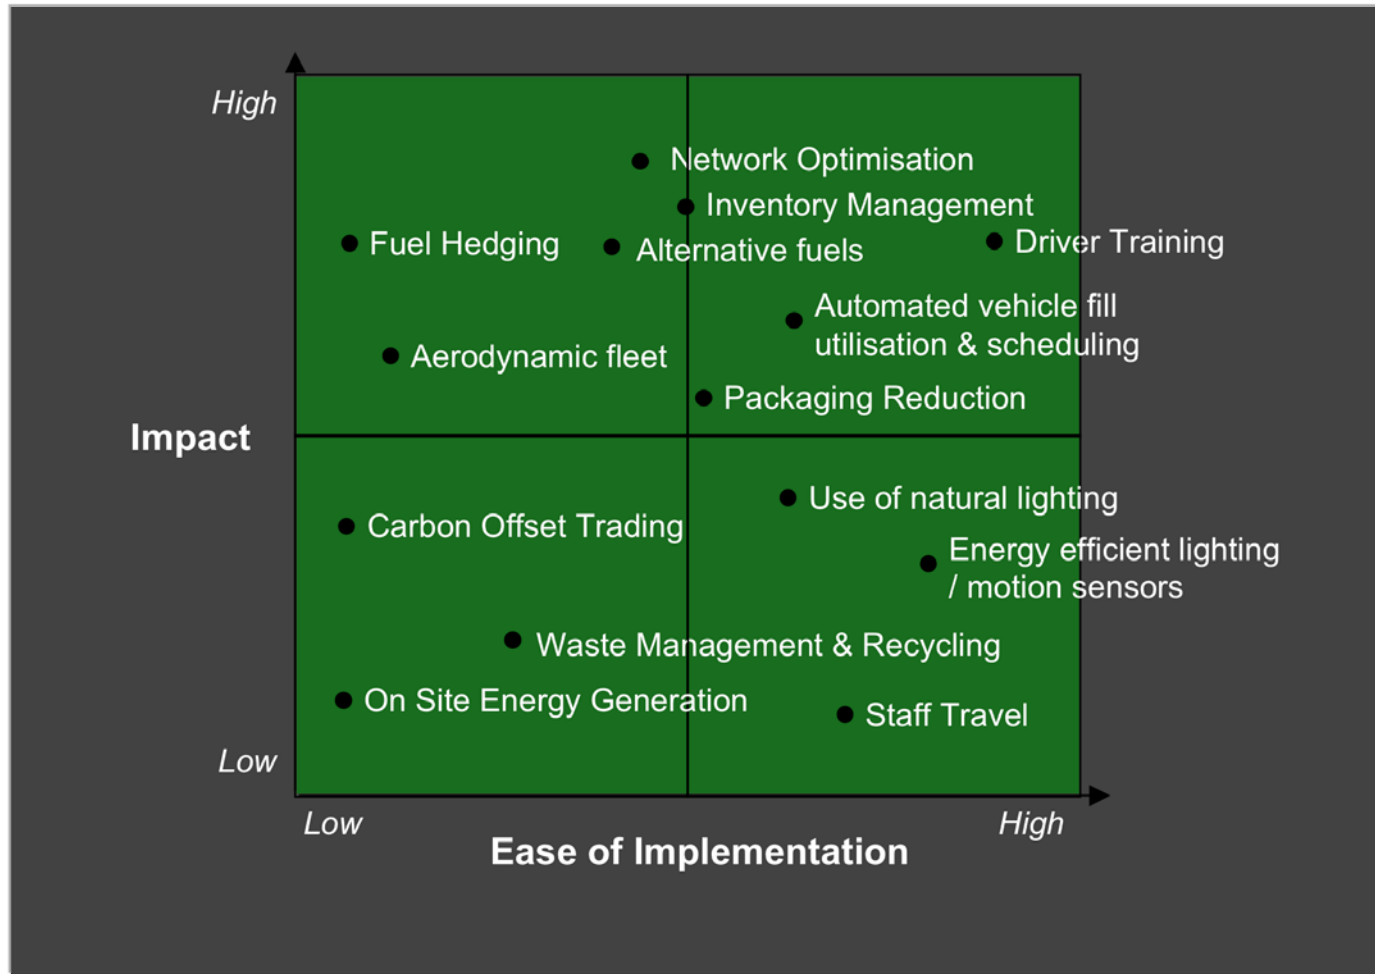 High
Network Optimisation
Inventory Management
Fuel Hedging
Alternative fuels
Driver Training
Automated vehicle fill
utilisation & scheduling
Aerodynamic fleet
Packaging Reduction
Impact
Use of natural lighting
Carbon Offset Trading
Energy efficient lighting
/ motion sensors
Waste Management & Recycling
On Site Energy Generation
Staff Travel
Low
Low
High
Ease of Implementation